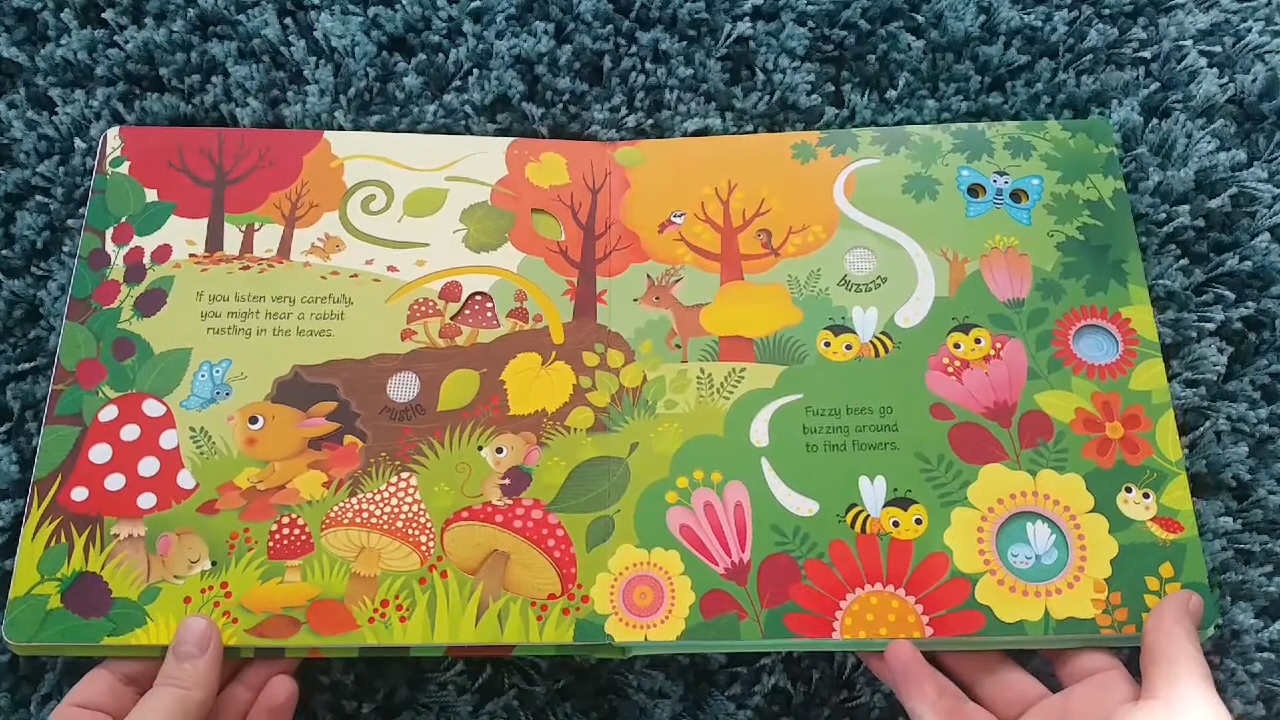 If you listen very carefully,
you might hear a rabbit
rustling in the leaves.
rustle
buzzzz
Fuzzy bees go
buzzing around
to find flowers.